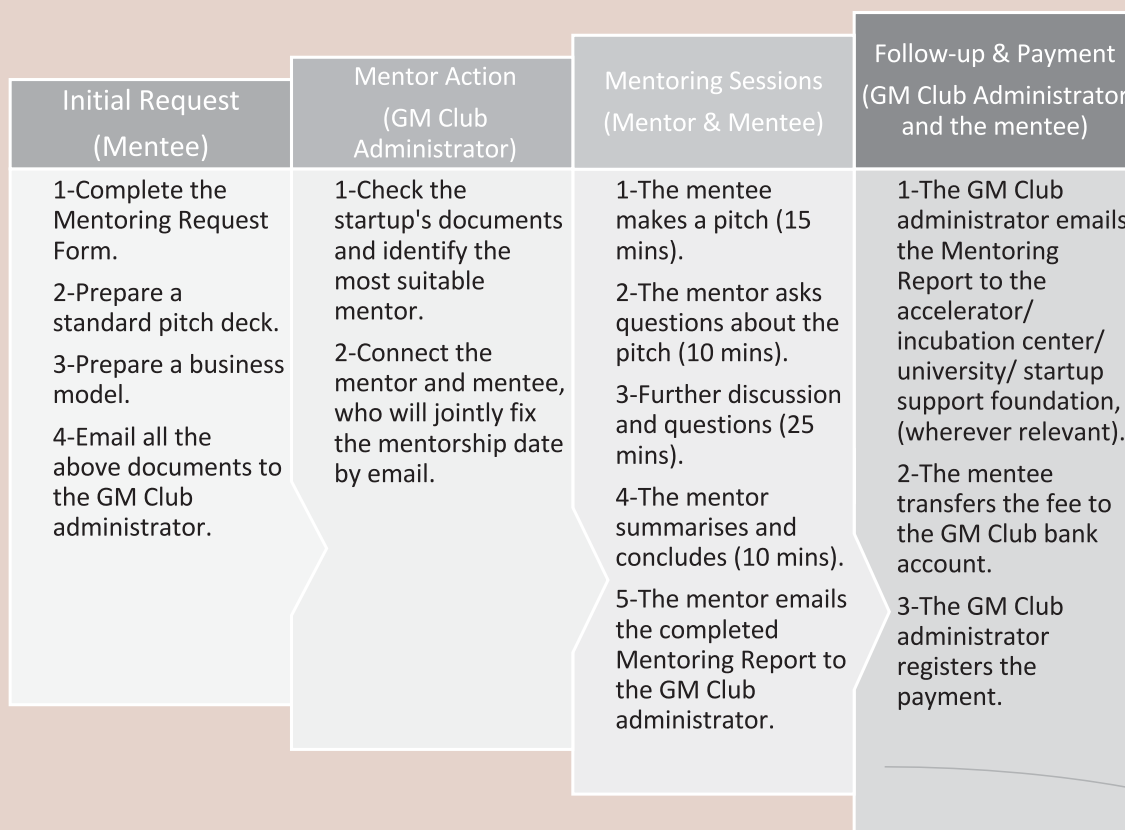 Initial Request
(Mentee)
1-Complete the
Mentoring Request
Form.
2-Prepare a
standard pitch deck.
3-Prepare a business
model.
4-Email all the
above documents to
the GM Club
administrator.
Mentor Action
(GM Club
Administrator)
1-Check the
startup's documents
and identify the
most suitable
mentor.
2-Connect the
mentor and mentee,
who will jointly fix
the mentorship date
by email.
Mentoring Sessions
(Mentor & Mentee)
1-The mentee
makes a pitch (15
mins).
2-The mentor asks
questions about the
pitch (10 mins).
3-Further discussion
and questions (25
mins).
4-The mentor
summarises and
concludes (10 mins).
5-The mentor emails
the completed
Mentoring Report to
the GM Club
administrator.
Follow-up & Payment
(GM Club Administrator
and the mentee)
1-The GM Club
administrator emails
the Mentoring
Report to the
accelerator/
incubation center/
university/ startup
support foundation,
(wherever relevant).
2-The mentee
transfers the fee to
the GM Club bank
account.
3-The GM Club
administrator
registers the
payment.